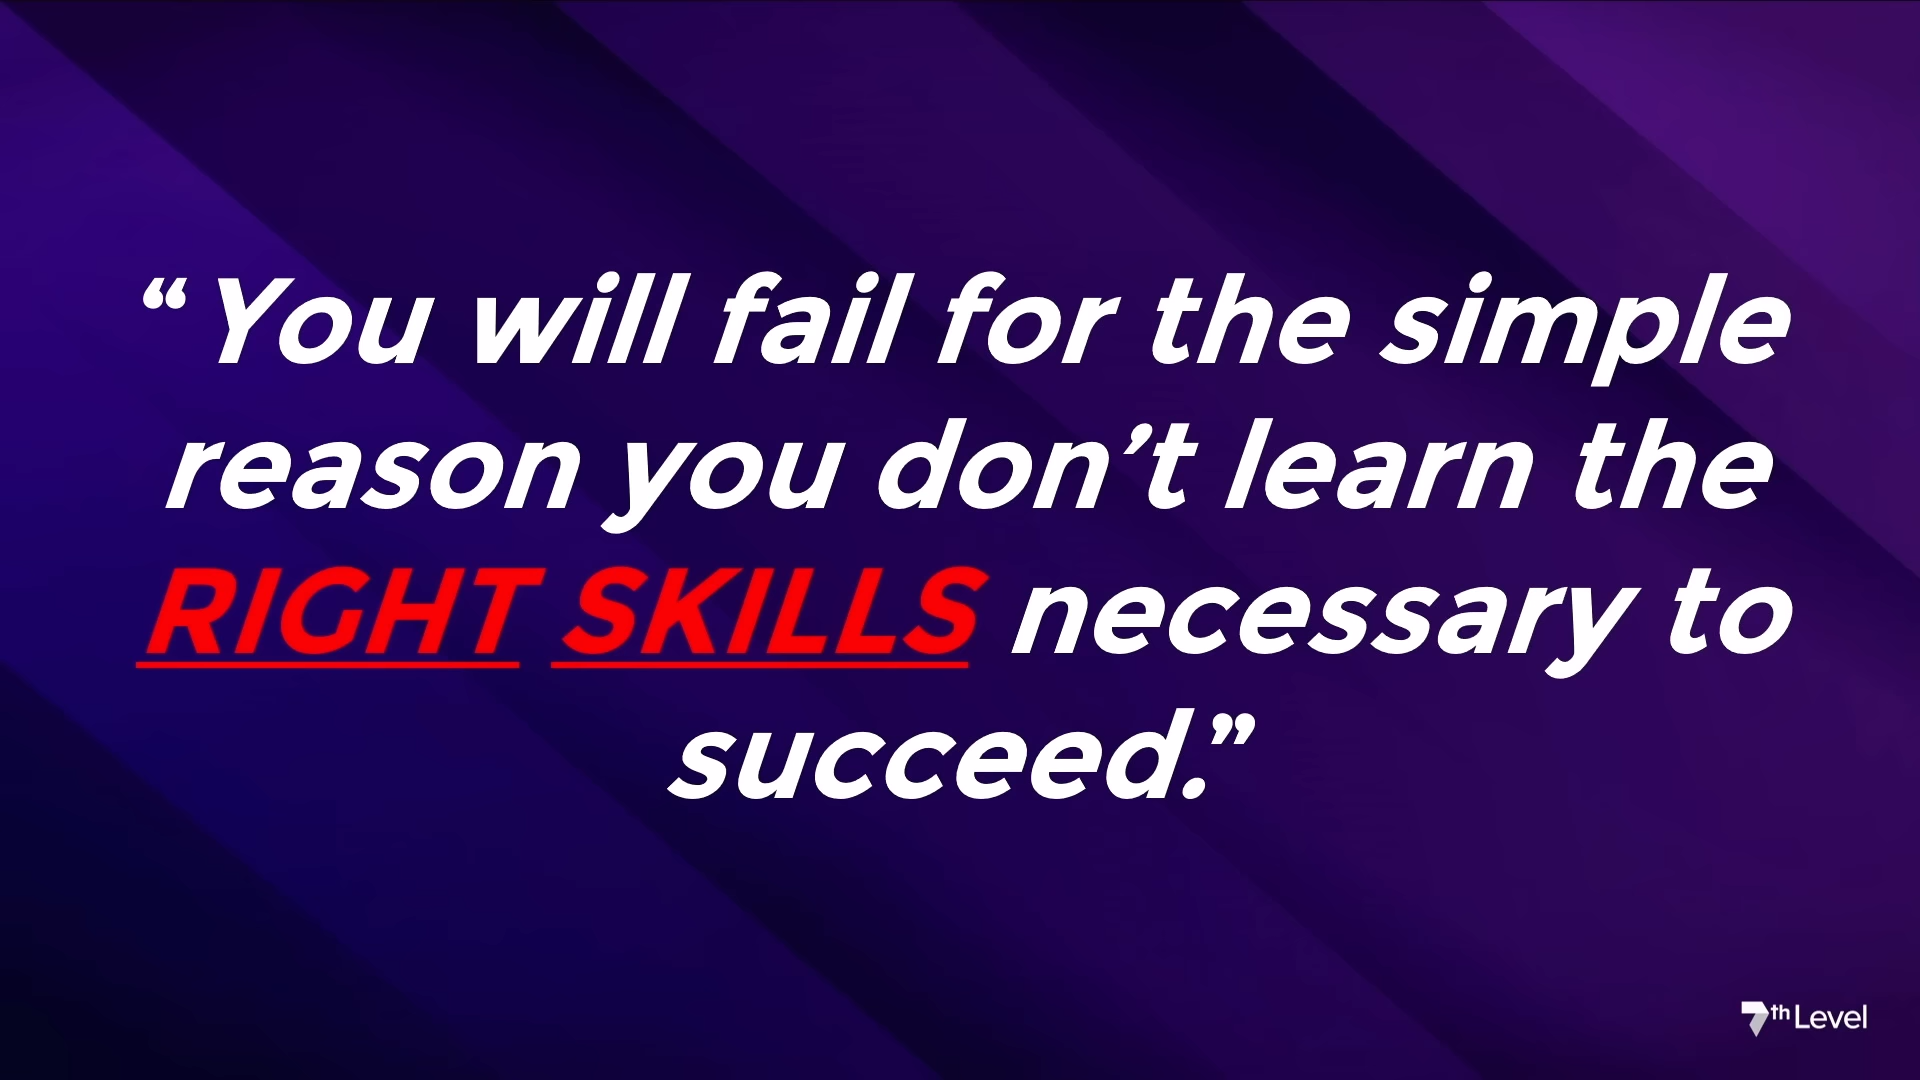 “You will fail for the simple
reason you don’t learn the
RIGHT SKILLS necessary to
succeed.”
7th Level